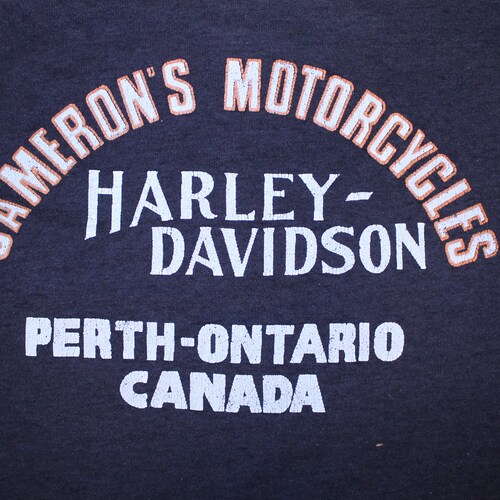 CAMERON'S MOTORCYCLES
HARLEY-
DAVIDSON
PERTH-ONTARIO
CANADA